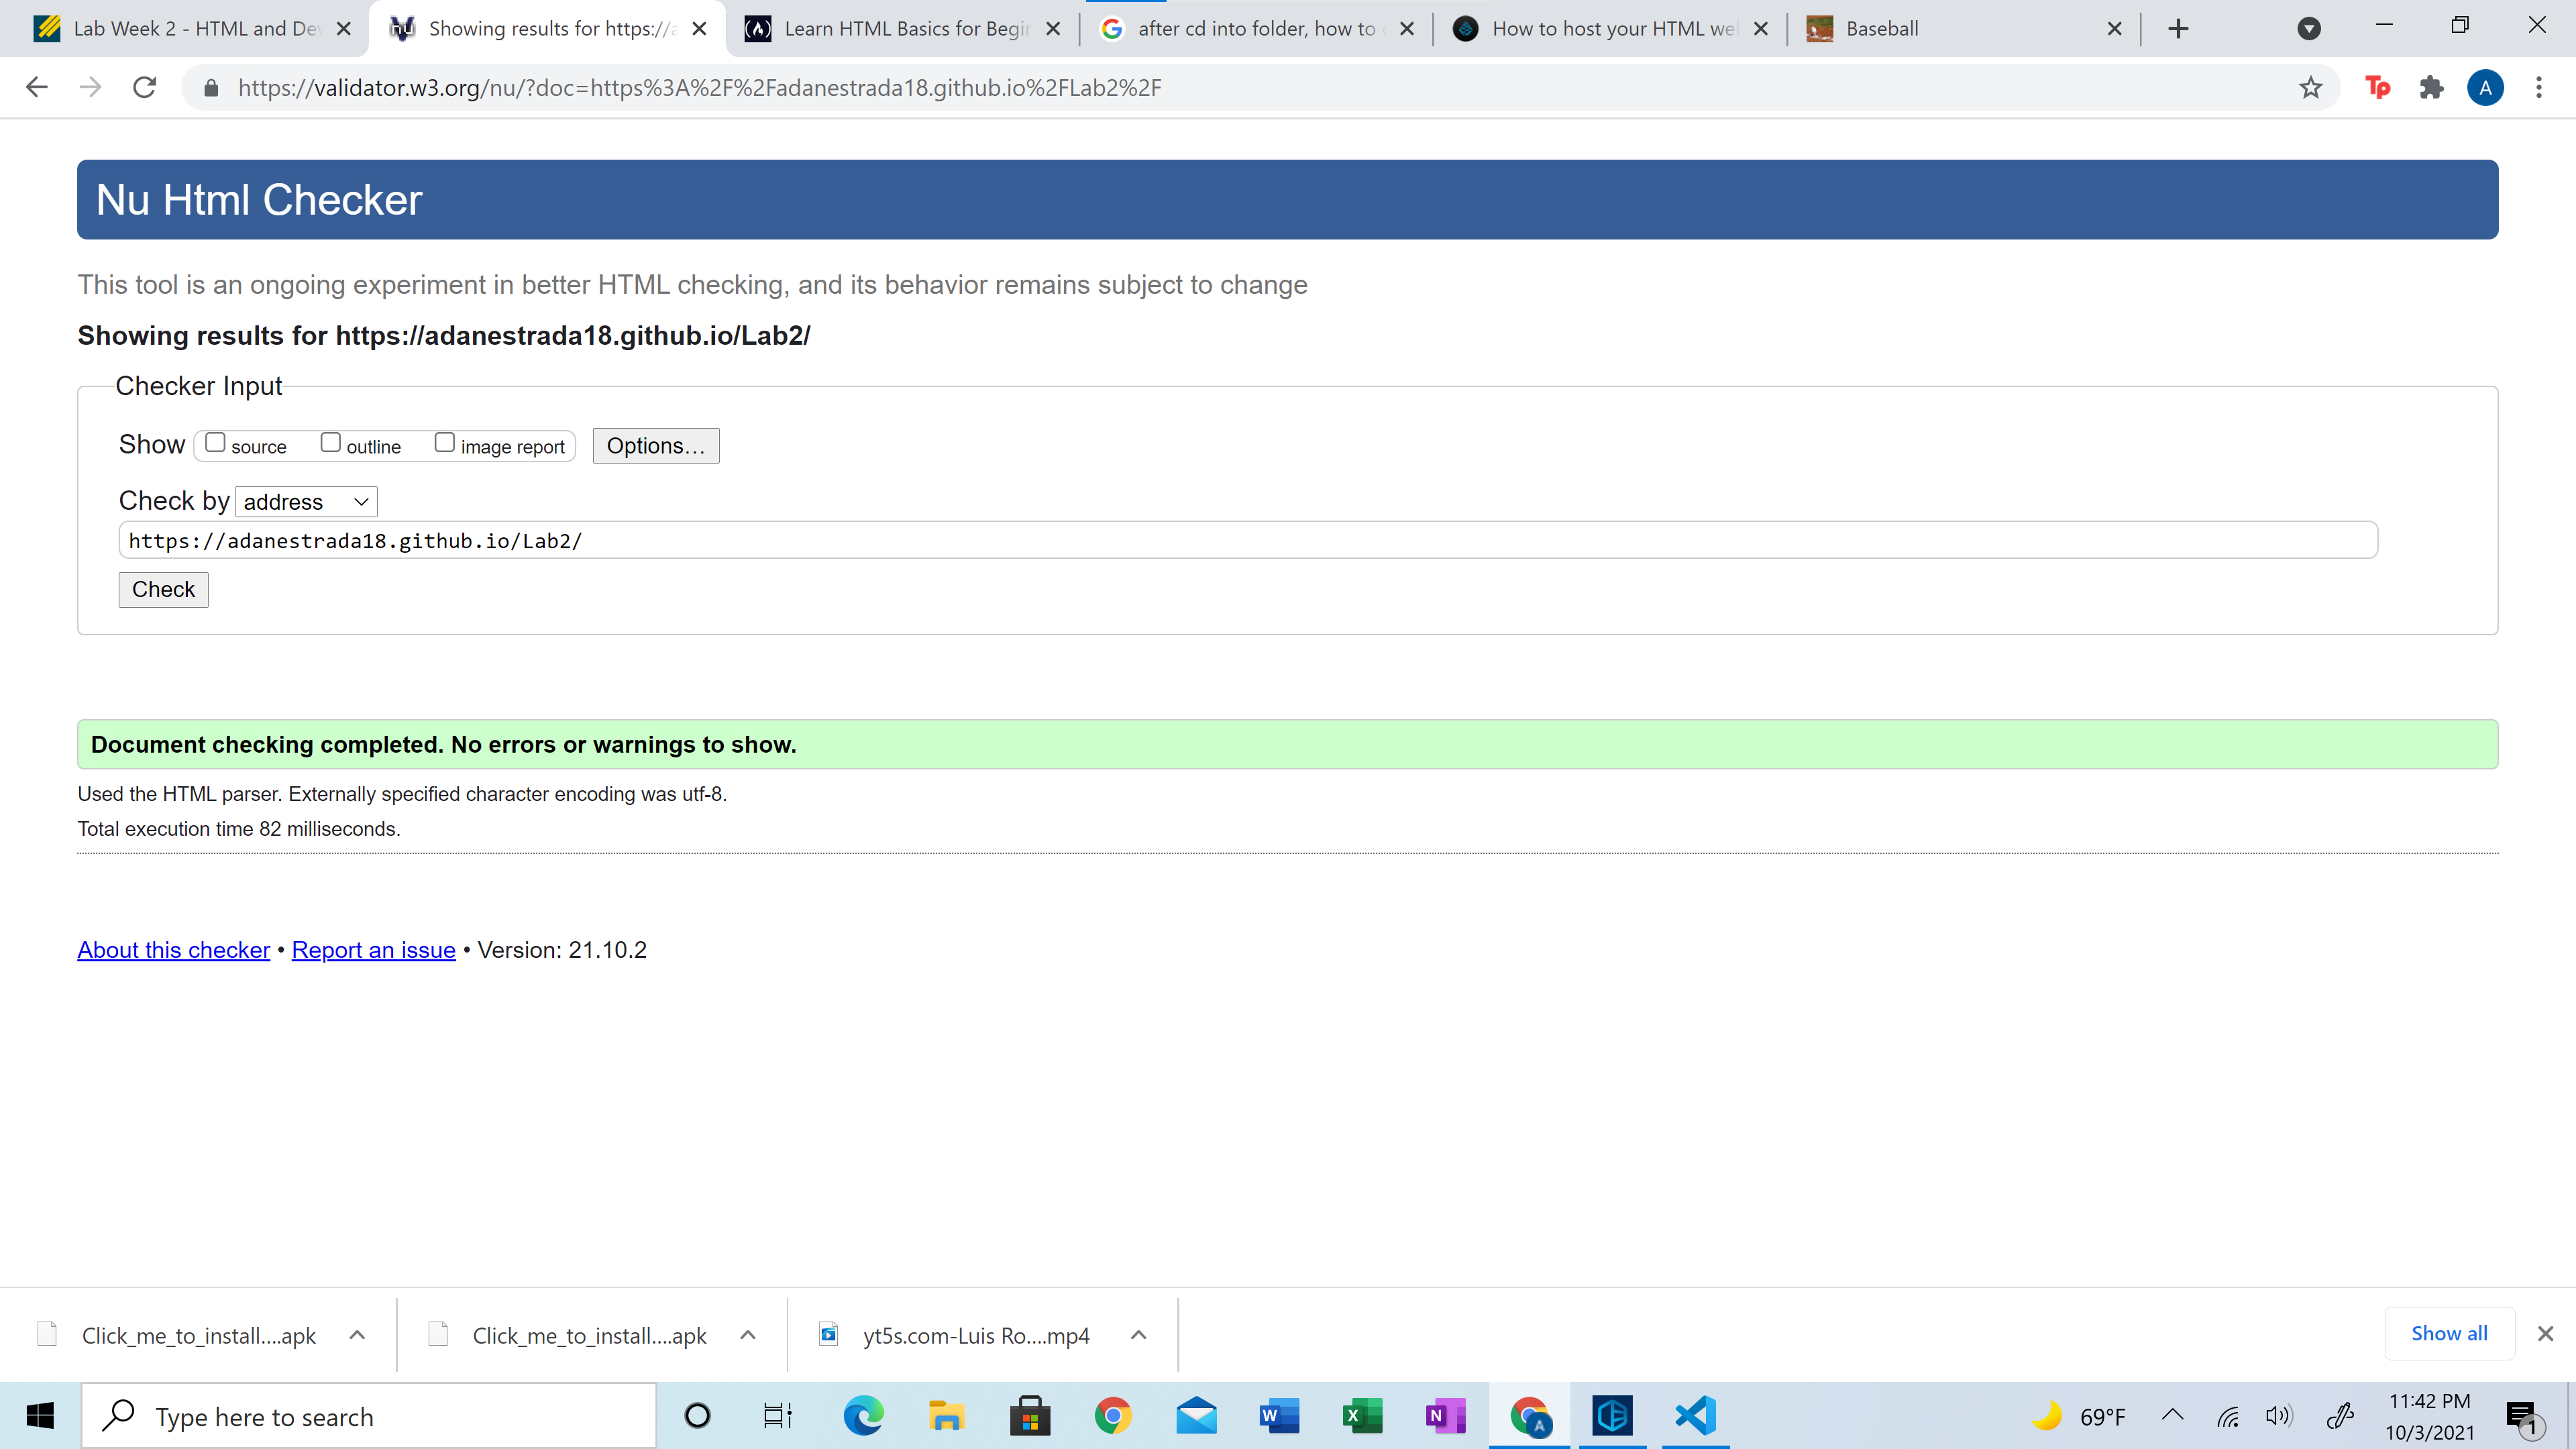 Lab Week 2 - HTML and Dev
Showing results for https://a
Learn HTML Basics for Begin
after cd into folder, how to
How to host your HTML we
Baseball
https://validator.w3.org/nu/?doc=https%3A%2F%2Fadanestrada18.github.io%2FLab2%2F
Tp
A
Nu Html Checker
This tool is an ongoing experiment in better HTML checking, and its behavior remains subject to change
Showing results for https://adanestrada18.github.io/Lab2/
Checker Input
Show source outline image report Options...
Check by address
https://adanestrada18.github.io/Lab2/
Check
Document checking completed. No errors or warnings to show.
Used the HTML parser. Externally specified character encoding was utf-8.
Total execution time 82 milliseconds.
About this checker • Report an issue • Version: 21.10.2
Click_me_to_install....apk
Click_me_to_install....apk
yt5s.com-Luis Ro....mp4
Show all
Type here to search
69°F
11:42 PM
10/3/2021
1